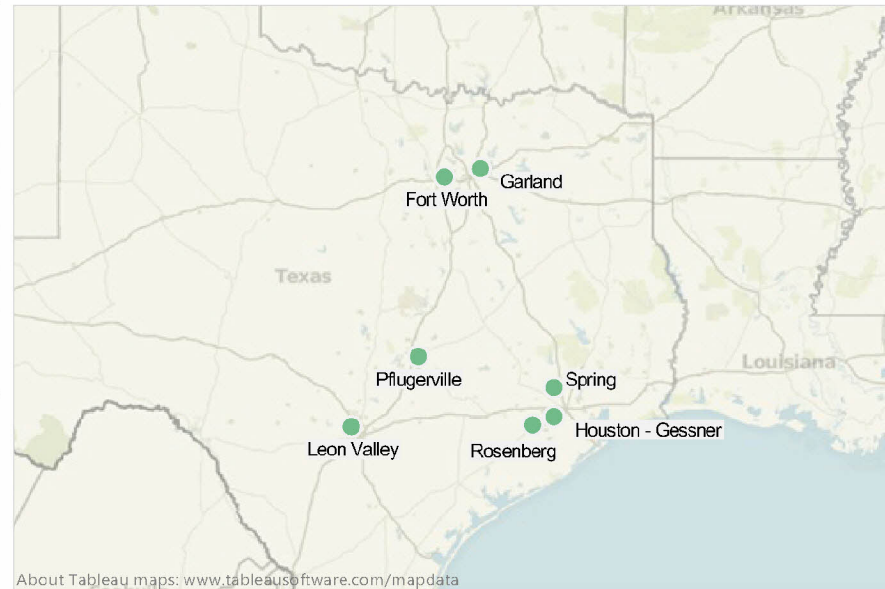 Arkansas
Garland
Fort Worth
Texas
Louisiana
Spring
Pflugerville
Houston - Gessner
Leon Valley
Rosenberg
About Tableau maps: www.tableausoftware.com/mapdata